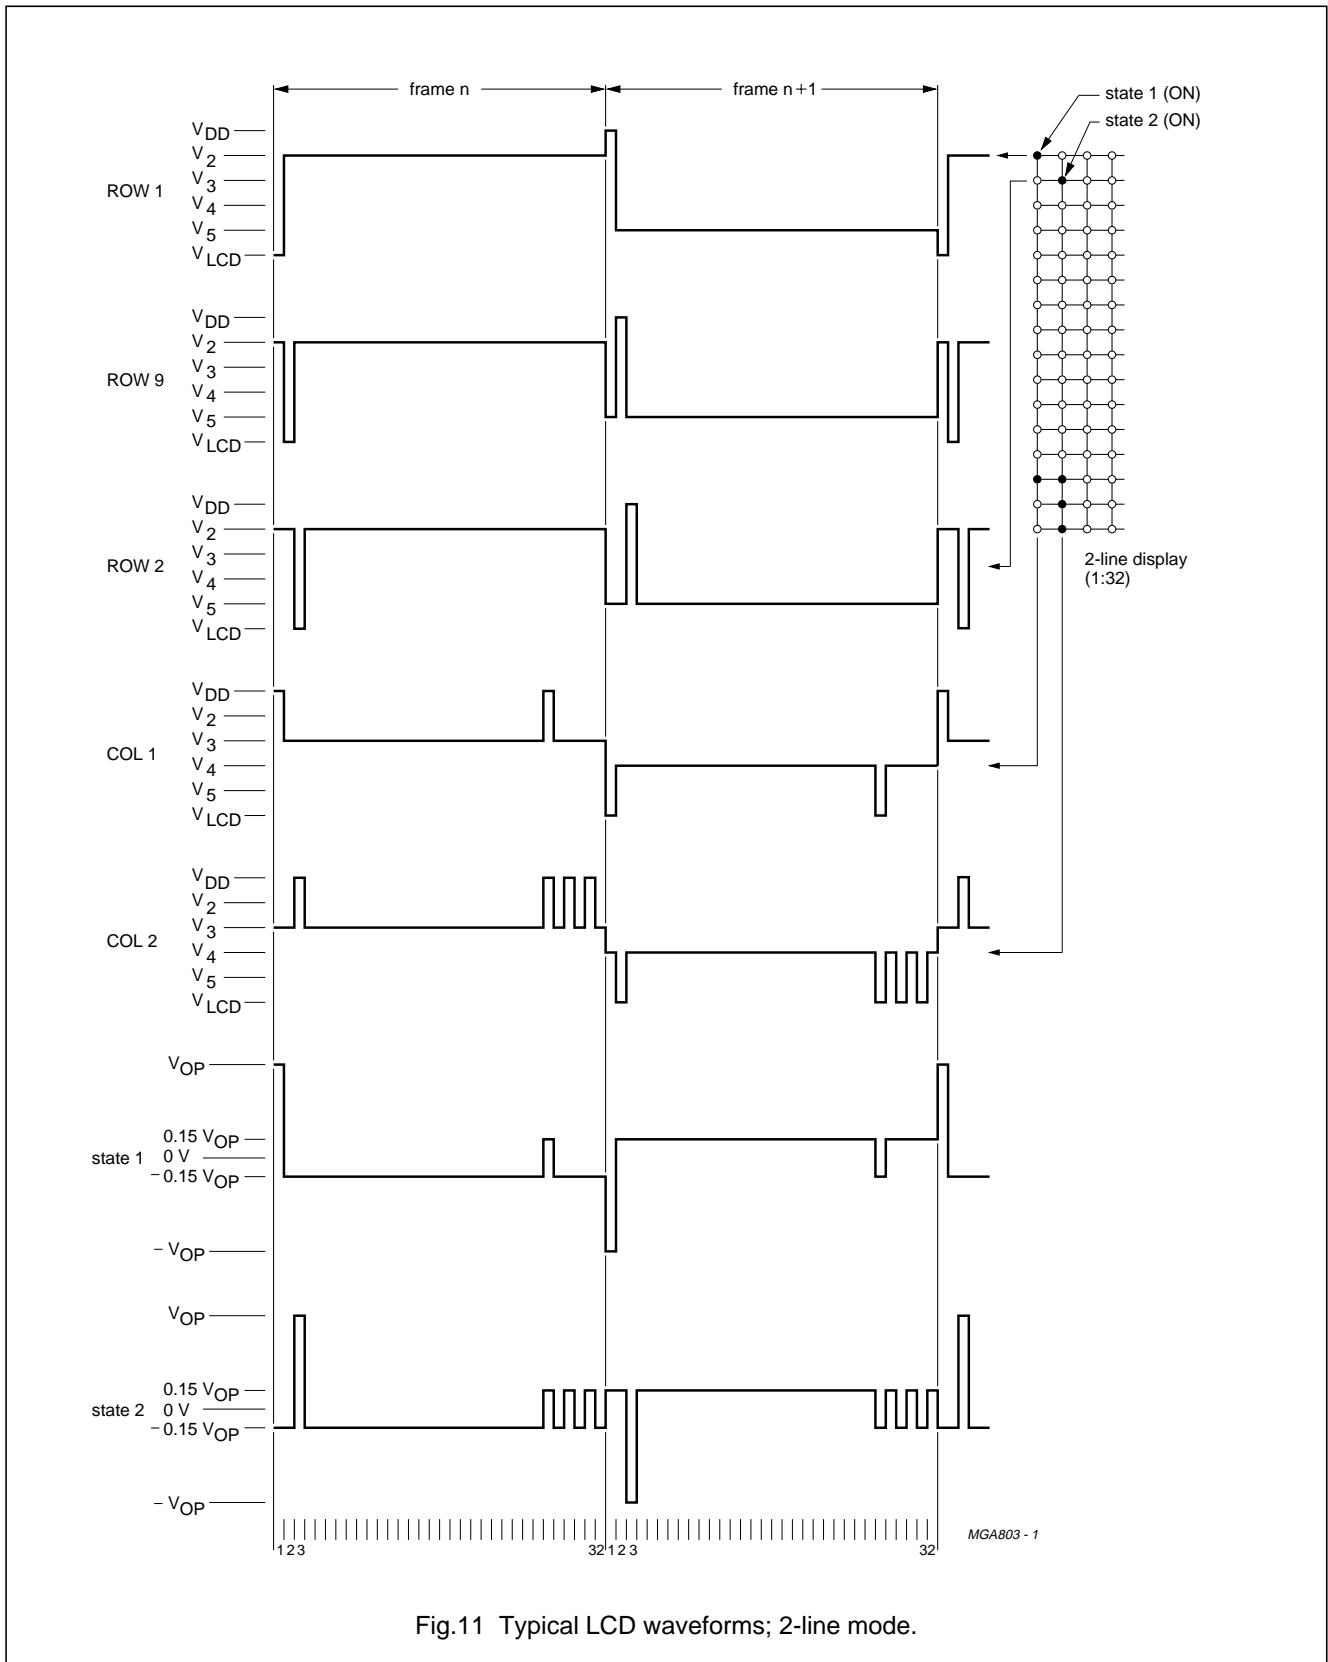 frame n
frame n+1
state 1 (ON)
state 2 (ON)
ROW 1
VDD
V2
V3
V4
V5
VLCD
ROW 9
VDD
V2
V3
V4
V5
VLCD
ROW 2
VDD
V2
V3
V4
V5
VLCD
2-line display
(1:32)
COL 1
VDD
V2
V3
V4
V5
VLCD
COL 2
VDD
V2
V3
V4
V5
VLCD
state 1
VOP
0.15 VOP
0 V
− 0.15 VOP
− VOP
state 2
VOP
0.15 VOP
0 V
− 0.15 VOP
− VOP
1 2 3 32 1 2 3 32
MGA803 - 1
Fig.11 Typical LCD waveforms; 2-line mode.